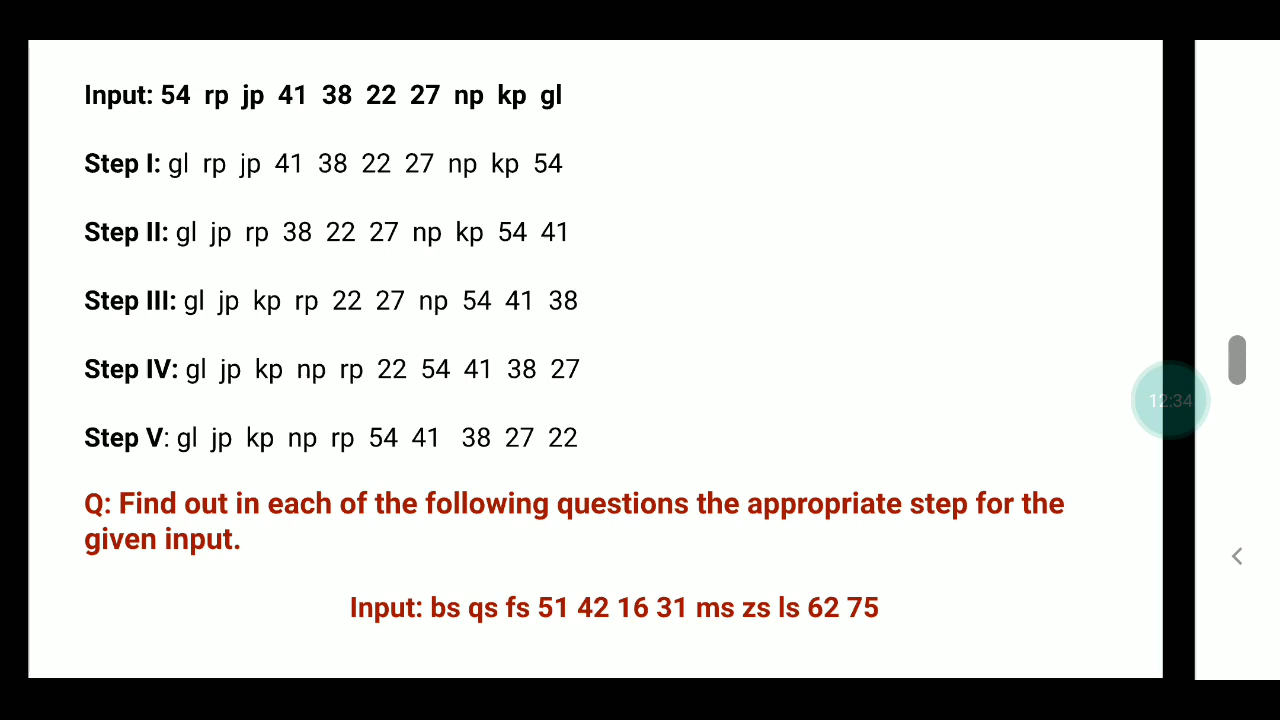 Input: 54 rp jp 41 38 22 27 np kp gl
Step I: gl rp jp 41 38 22 27 np kp 54
Step II: gl jp rp 38 22 27 np kp 54 41
Step III: gl jp kp rp 22 27 np 54 41 38
Step IV: gl jp kp np rp 22 54 41 38 27
12:34
Step V: gl jp kp np rp 54 41 38 27 22
Q: Find out in each of the following questions the appropriate step for the
given input.
Input: bs qs fs 51 42 16 31 ms zs ls 62 75